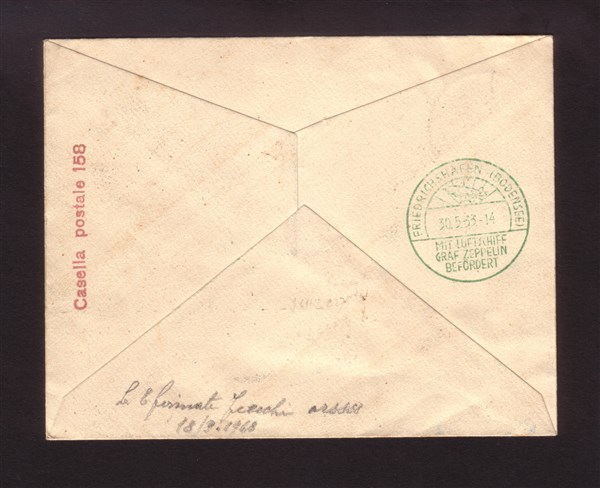 Casella postale 158
FRIEDRICHSHAFEN (BODENSEE)
30.5.33-14
MIT LUFTSCHIFF
GRAF ZEPPELIN
BEFÖRDERT
18/9.1968